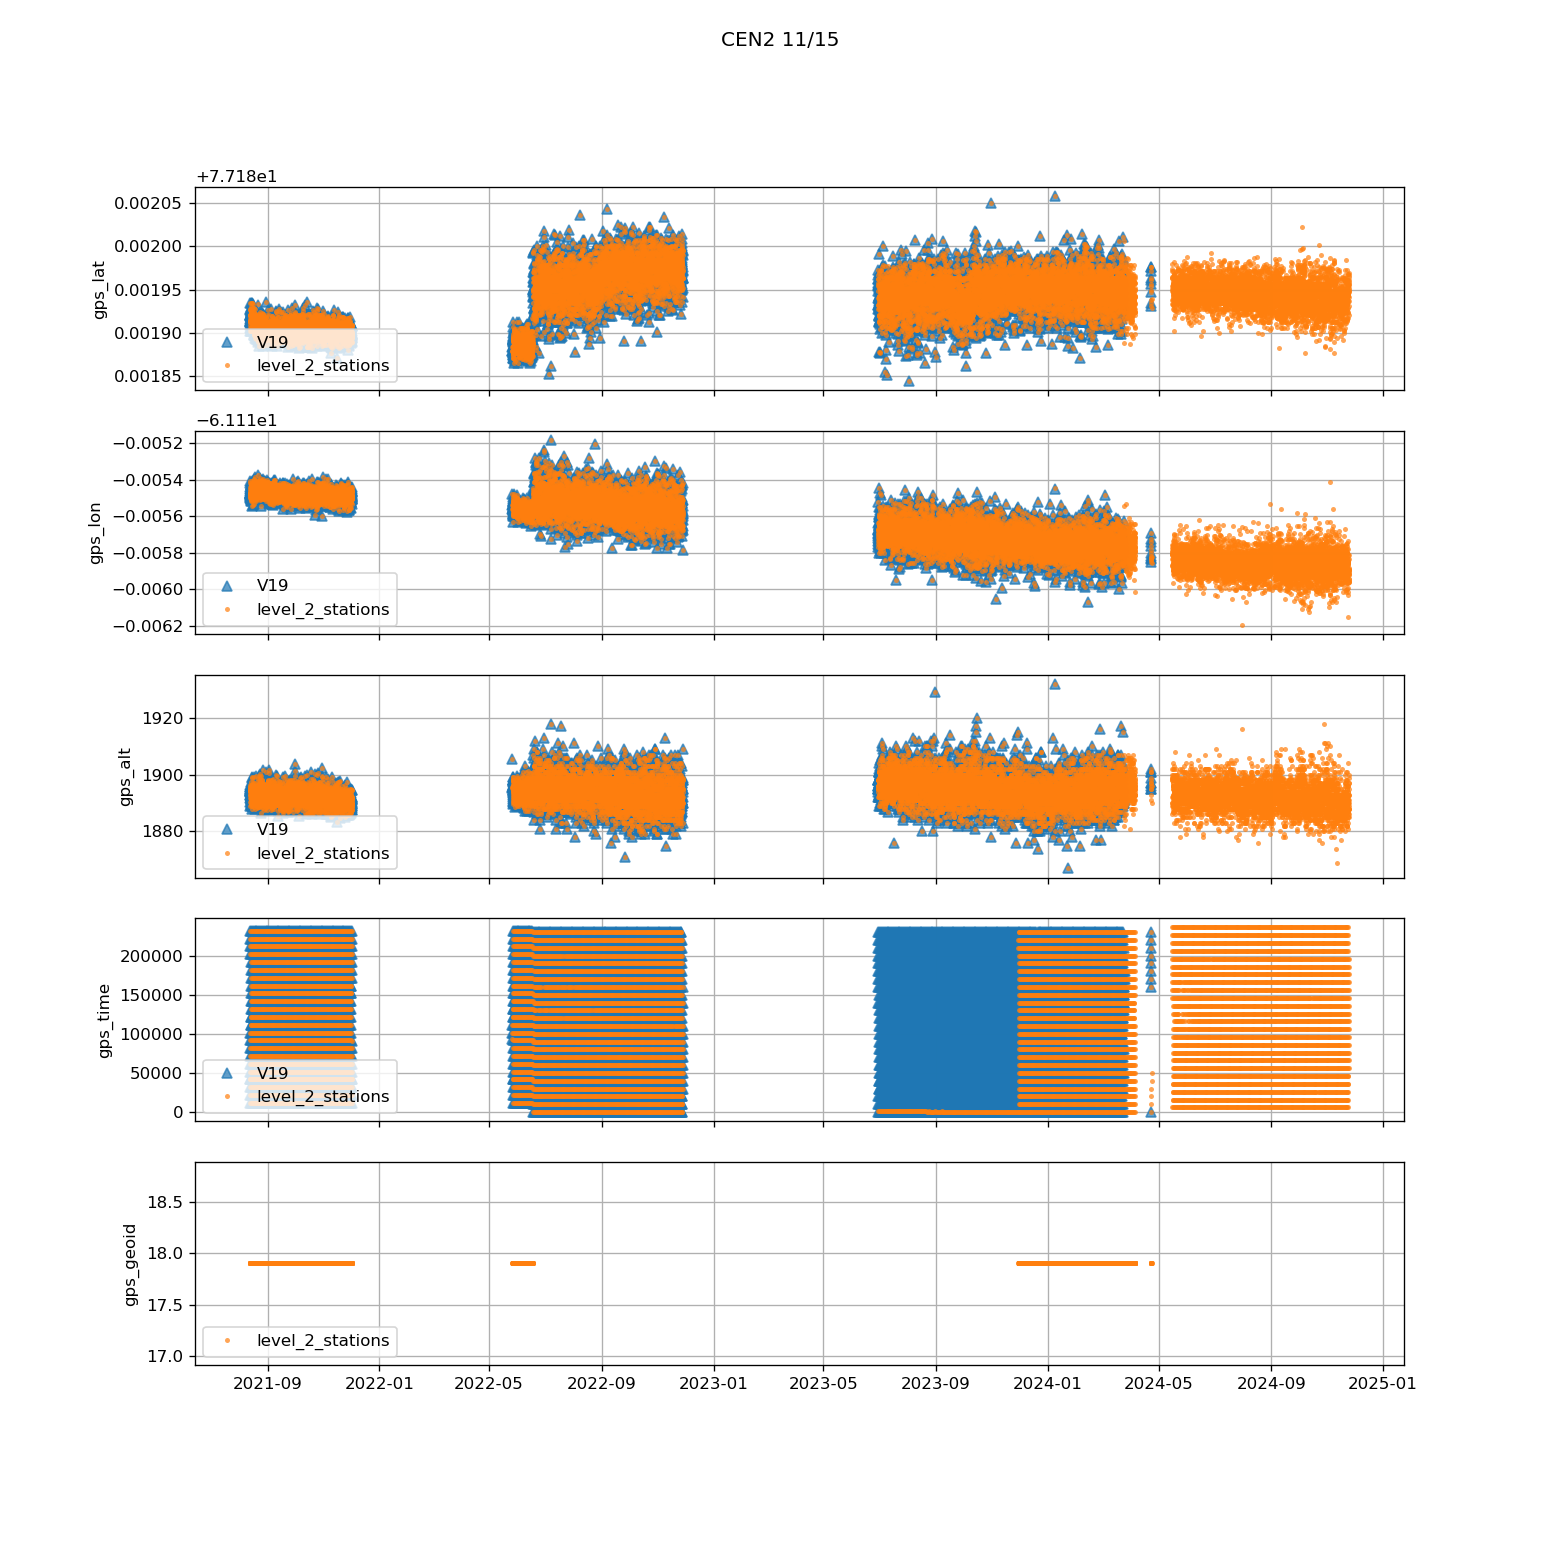 CEN2 11/15
+7.718e1
0.00205
0.00200
0.00195
0.00190
0.00185
gps_lat
V19
level_2_stations
−6.111e1
−0.0052
−0.0054
−0.0056
−0.0058
−0.0060
−0.0062
gps_lon
V19
level_2_stations
1920
1900
1880
gps_alt
V19
level_2_stations
200000
150000
100000
50000
0
gps_time
V19
level_2_stations
18.5
18.0
17.5
17.0
gps_geoid
level_2_stations
2021-09 2022-01 2022-05 2022-09 2023-01 2023-05 2023-09 2024-01 2024-05 2024-09 2025-01